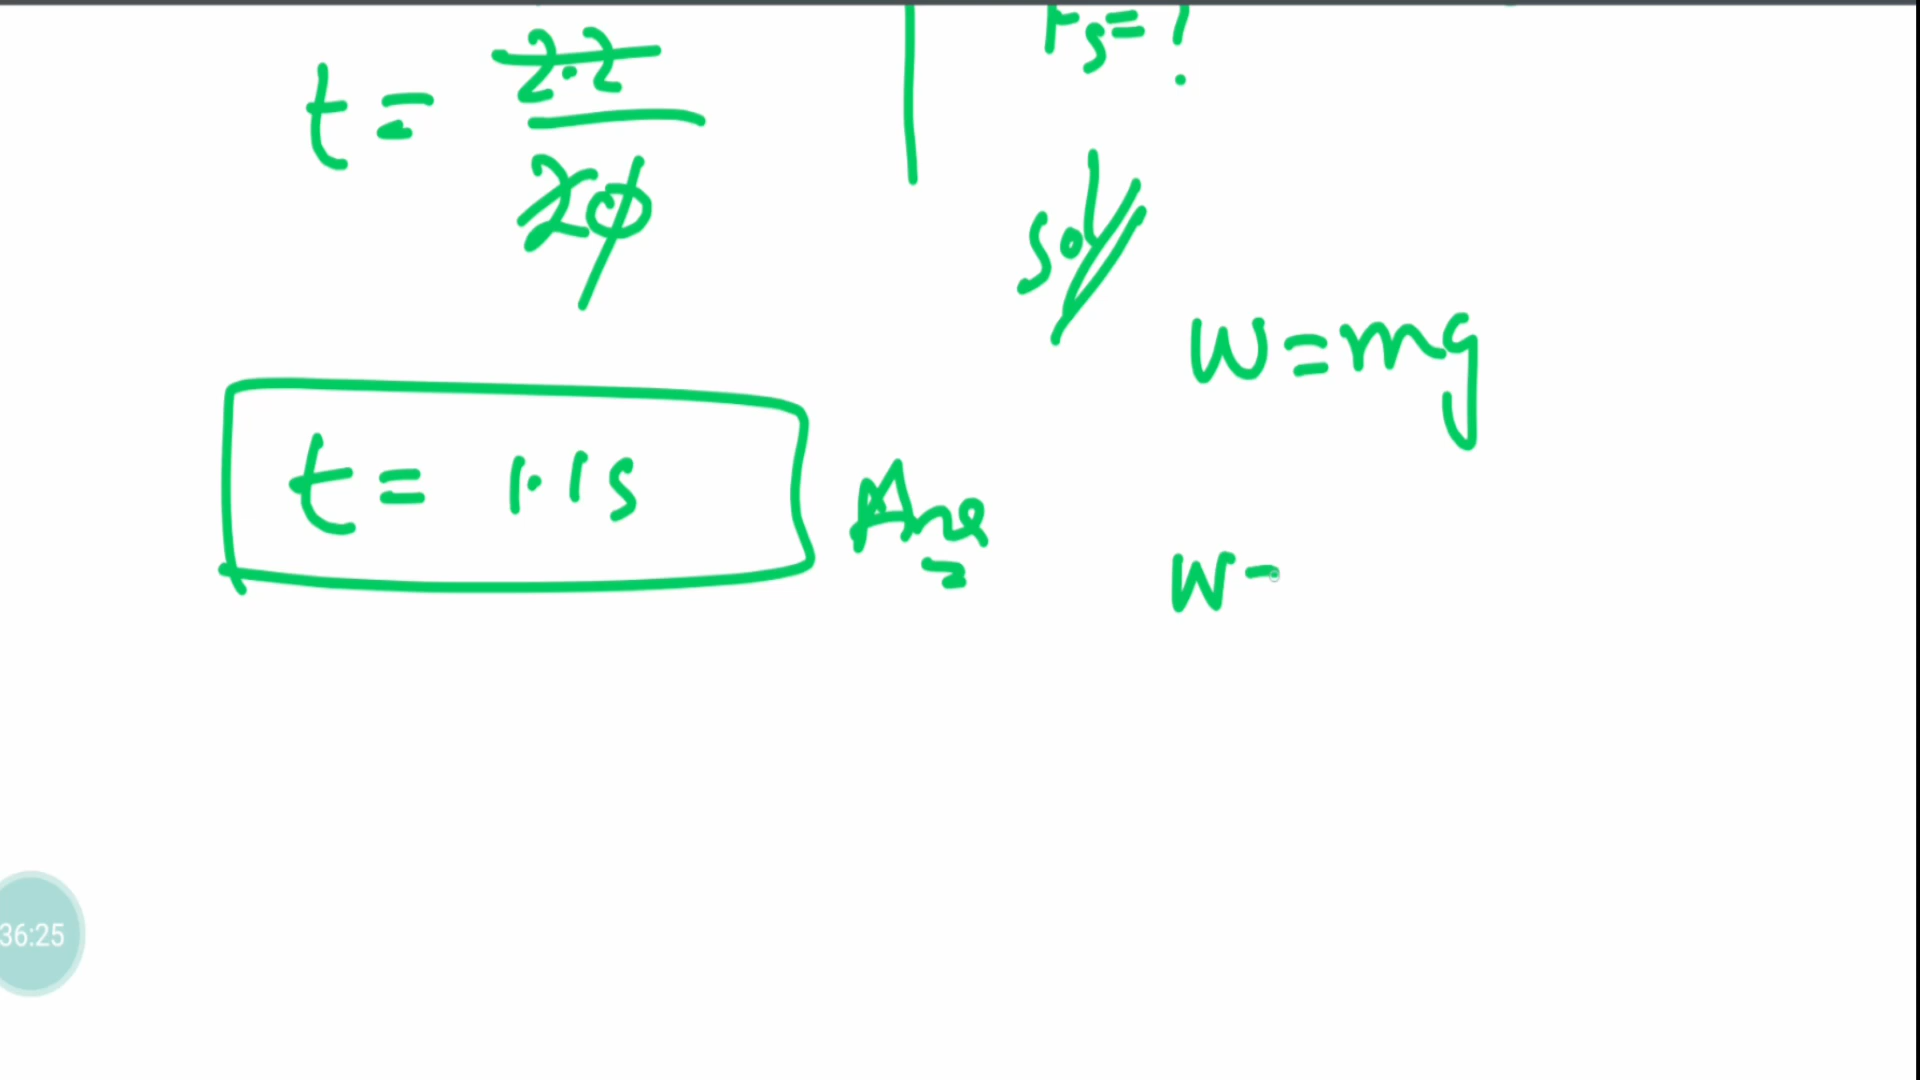 t = 2.2
20
t = 1.1s
Ans
Fs = ?
sol
W = mg
W -
36:25